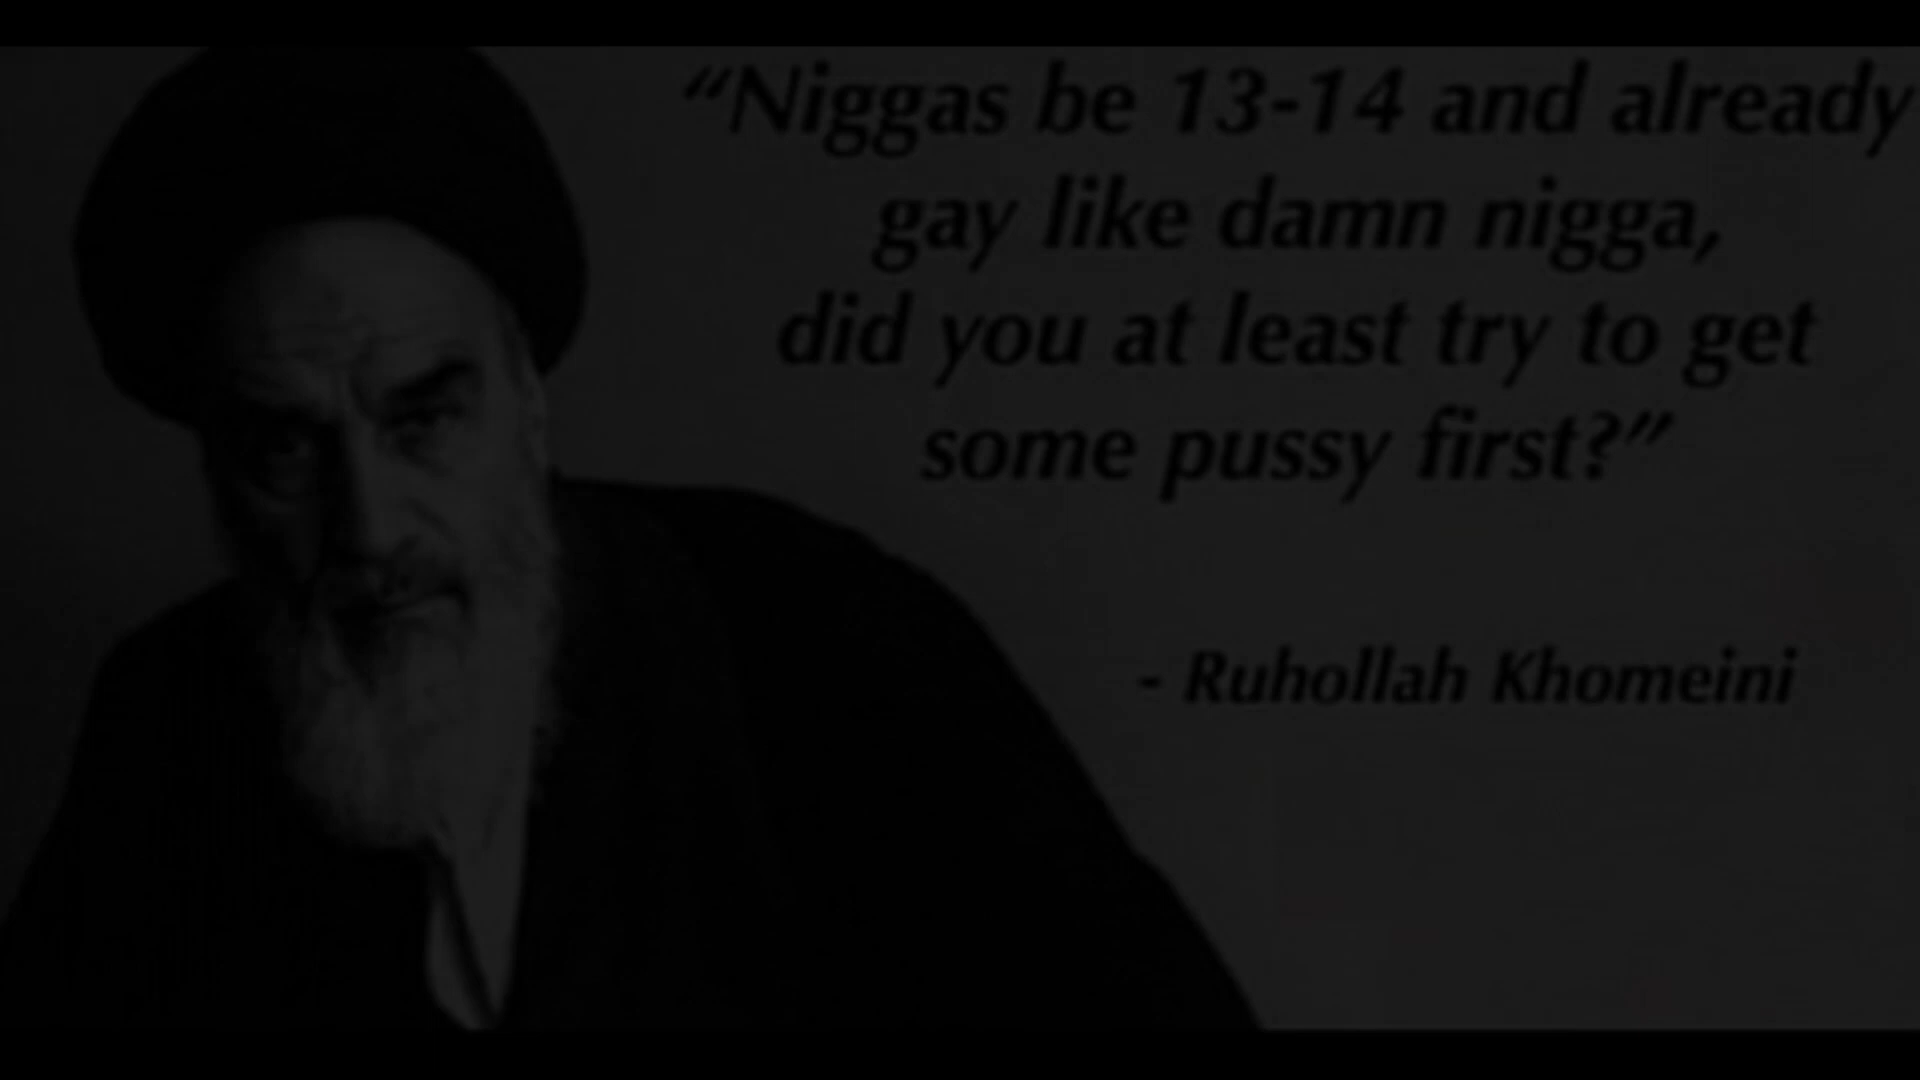 “Niggas be 13-14 and already
gay like damn nigga,
did you at least try to get
some pussy first?”
- Ruhollah Khomeini